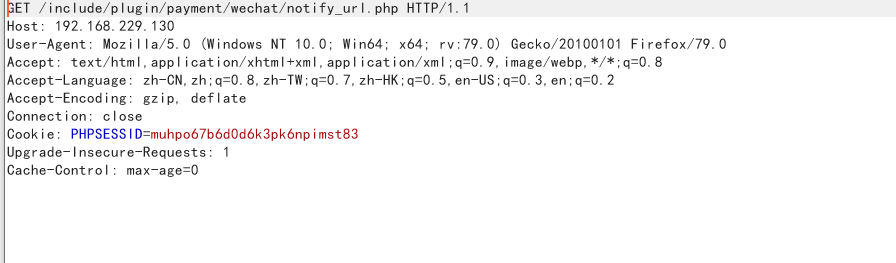 GET /include/plugin/payment/wechat/notify_url.php HTTP/1.1
Host: 192.168.229.130
User-Agent: Mozilla/5.0 (Windows NT 10.0; Win64; x64; rv:79.0) Gecko/20100101 Firefox/79.0
Accept: text/html,application/xhtml+xml,application/xml;q=0.9,image/webp,*/*;q=0.8
Accept-Language: zh-CN,zh;q=0.8,zh-TW;q=0.7,zh-HK;q=0.5,en-US;q=0.3,en;q=0.2
Accept-Encoding: gzip, deflate
Connection: close
Cookie: PHPSESSID=muhpo67b6d0d6k3pk6npimst83
Upgrade-Insecure-Requests: 1
Cache-Control: max-age=0